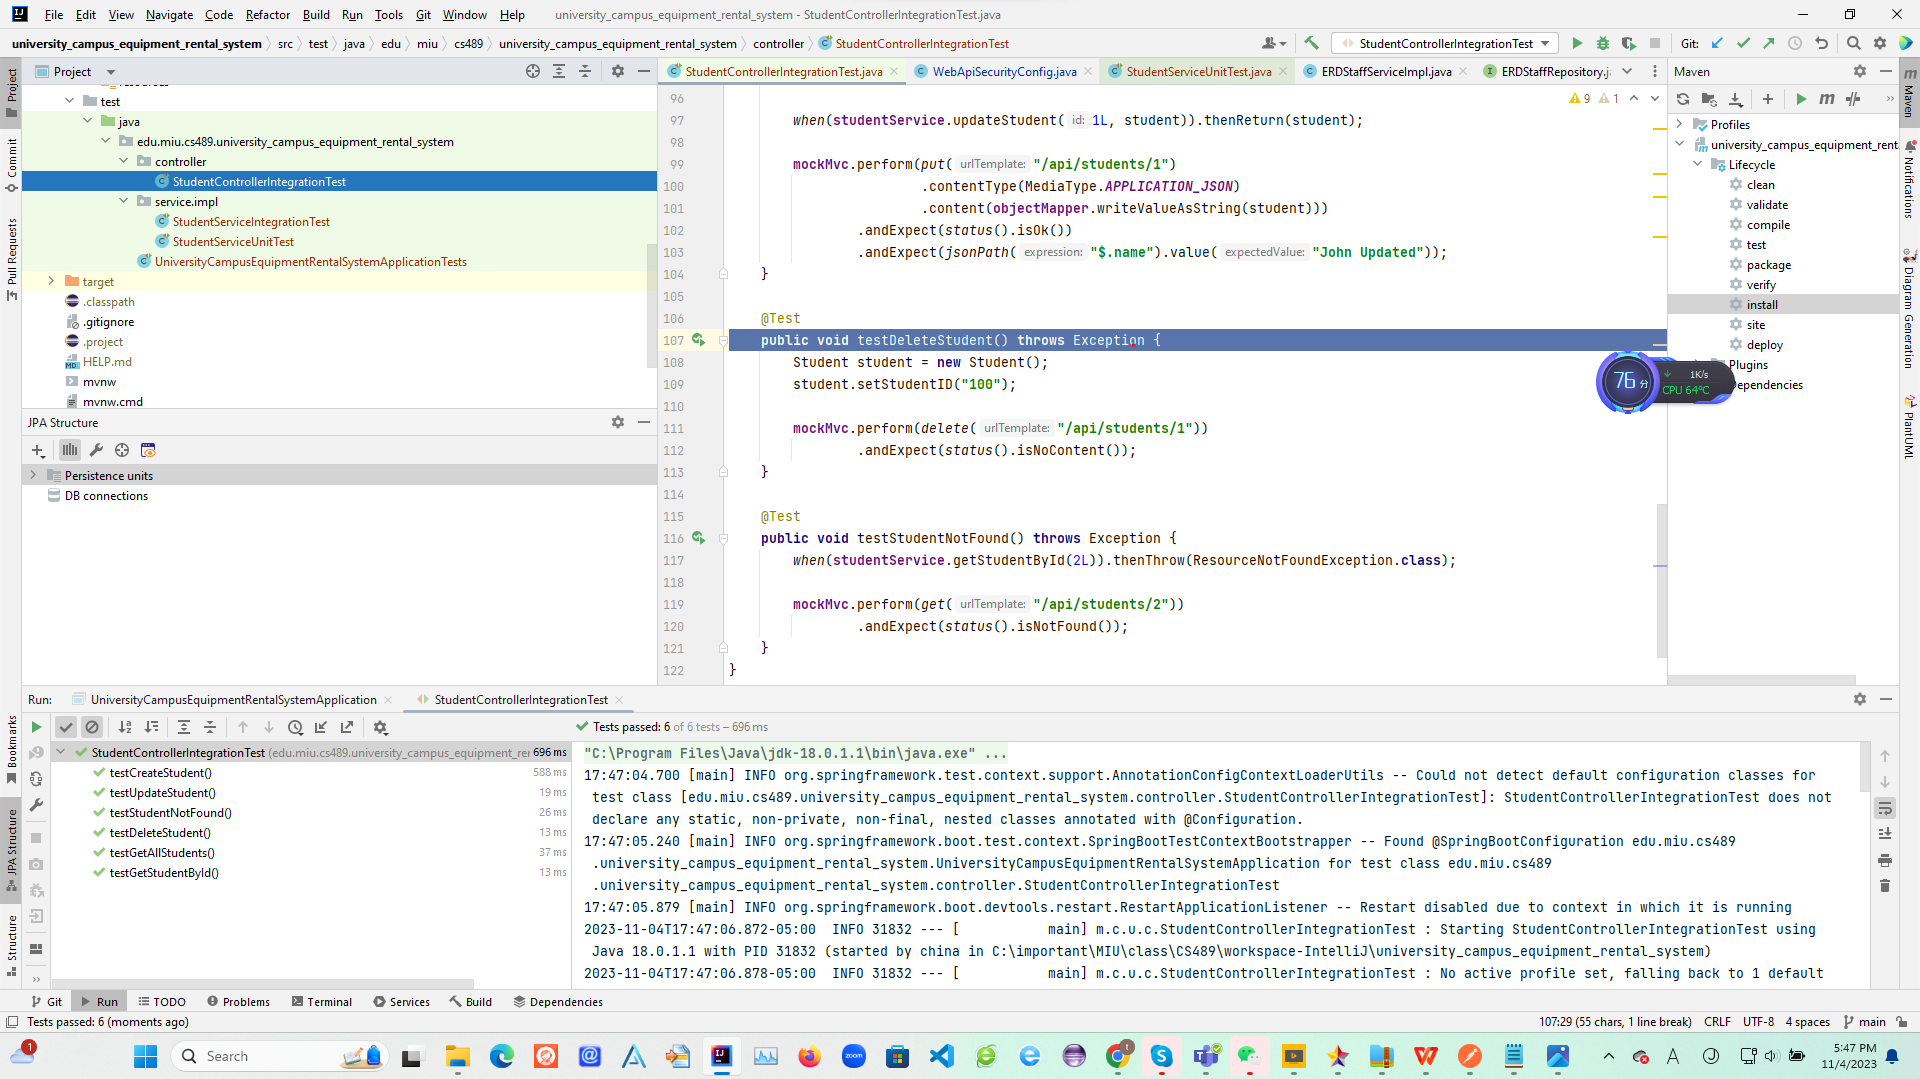 File Edit View Navigate Code Refactor Build Run Tools Git Window Help university_campus_equipment_rental_system - StudentControllerIntegrationTest.java
university_campus_equipment_rental_system src test java edu miu cs489 university_campus_equipment_rental_system controller StudentControllerIntegrationTest
StudentControllerIntegrationTest Git:
Project
StudentControllerIntegrationTest.java WebApiSecurityConfig.java StudentServiceUnitTest.java ERDStaffServiceImpl.java ERDStaffRepository.j
Maven
test
java
edu.miu.cs489.university_campus_equipment_rental_system
controller
StudentControllerIntegrationTest
service.impl
StudentServiceIntegrationTest
StudentServiceUnitTest
UniversityCampusEquipmentRentalSystemApplicationTests
target
.classpath
.gitignore
.project
HELP.md
mvnw
mvnw.cmd
JPA Structure
Persistence units
DB connections
9 1
96
97 when(studentService.updateStudent( id: 1L, student)).thenReturn(student);
98
99 mockMvc.perform(put( urlTemplate: "/api/students/1")
100 .contentType(MediaType.APPLICATION_JSON)
101 .content(objectMapper.writeValueAsString(student)))
102 .andExpect(status().isOk())
103 .andExpect(jsonPath( expression: "$.name").value( expectedValue: "John Updated"));
104 }
105
106 @Test
107 public void testDeleteStudent() throws Exception {
108 Student student = new Student();
109 student.setStudentID("100");
110
111 mockMvc.perform(delete( urlTemplate: "/api/students/1"))
112 .andExpect(status().isNoContent());
113 }
114
115 @Test
116 public void testStudentNotFound() throws Exception {
117 when(studentService.getStudentById(2L)).thenThrow(ResourceNotFoundException.class);
118
119 mockMvc.perform(get( urlTemplate: "/api/students/2"))
120 .andExpect(status().isNotFound());
121 }
122 }
Profiles
university_campus_equipment_rent
Lifecycle
clean
validate
compile
test
package
verify
install
site
deploy
Plugins
Dependencies
76分 1K/s
CPU 64°C
Project
Commit
Pull Requests
Bookmarks
JPA Structure
Structure
Maven
Notifications
Diagram Generation
PlantUML
Run: UniversityCampusEquipmentRentalSystemApplication StudentControllerIntegrationTest
Tests passed: 6 of 6 tests – 696 ms
StudentControllerIntegrationTest (edu.miu.cs489.university_campus_equipment_rer 696 ms
testCreateStudent() 588 ms
testUpdateStudent() 19 ms
testStudentNotFound() 26 ms
testDeleteStudent() 13 ms
testGetAllStudents() 37 ms
testGetStudentById() 13 ms
"C:\Program Files\Java\jdk-18.0.1.1\bin\java.exe" ...
17:47:04.700 [main] INFO org.springframework.test.context.support.AnnotationConfigContextLoaderUtils -- Could not detect default configuration classes for
test class [edu.miu.cs489.university_campus_equipment_rental_system.controller.StudentControllerIntegrationTest]: StudentControllerIntegrationTest does not
declare any static, non-private, non-final, nested classes annotated with @Configuration.
17:47:05.240 [main] INFO org.springframework.boot.test.context.SpringBootTestContextBootstrapper -- Found @SpringBootConfiguration edu.miu.cs489
.university_campus_equipment_rental_system.UniversityCampusEquipmentRentalSystemApplication for test class edu.miu.cs489
.university_campus_equipment_rental_system.controller.StudentControllerIntegrationTest
17:47:05.879 [main] INFO org.springframework.boot.devtools.restart.RestartApplicationListener -- Restart disabled due to context in which it is running
2023-11-04T17:47:06.872-05:00 INFO 31832 --- [ main] m.c.u.c.StudentControllerIntegrationTest : Starting StudentControllerIntegrationTest using
Java 18.0.1.1 with PID 31832 (started by china in C:\important\MIU\class\CS489\workspace-IntelliJ\university_campus_equipment_rental_system)
2023-11-04T17:47:06.878-05:00 INFO 31832 --- [ main] m.c.u.c.StudentControllerIntegrationTest : No active profile set, falling back to 1 default
Git Run TODO Problems Terminal Services Build Dependencies
Tests passed: 6 (moments ago) 107:29 (55 chars, 1 line break) CRLF UTF-8 4 spaces main
1 Search zoom 5:47 PM
11/4/2023